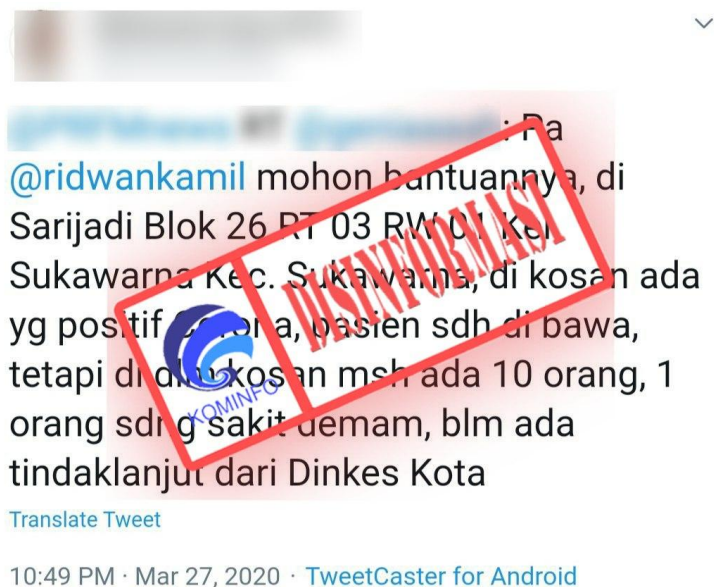 : Pa
@ridwankamil mohon bantuannya, di
Sarijadi Blok 26 RT 03 RW 01 Kel
Sukawarna Kec. Sukawarna, di kosan ada
yg positif Corona, pasien sdh di bawa,
tetapi di dlm kosan msh ada 10 orang, 1
orang sdng sakit demam, blm ada
tindaklanjut dari Dinkes Kota
DISINFORMASI
KOMINFO
Translate Tweet
10:49 PM · Mar 27, 2020 · TweetCaster for Android